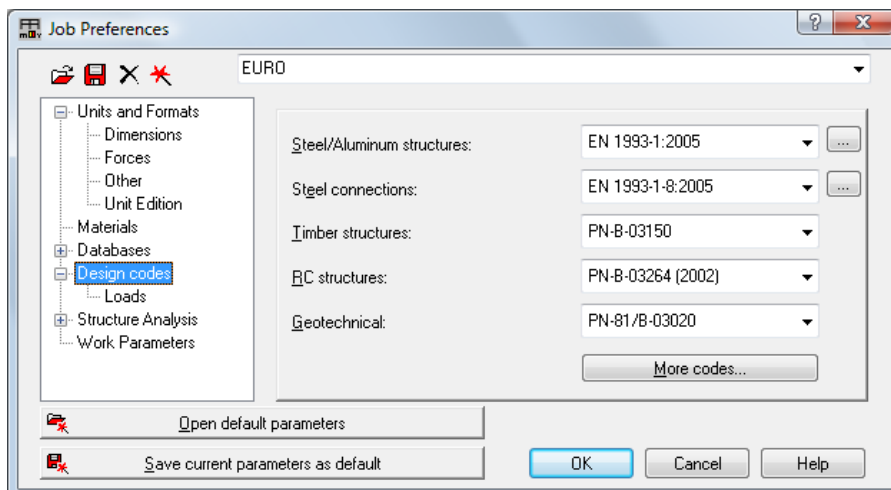 Job Preferences
EURO
Units and Formats
Dimensions
Forces
Other
Unit Edition
Materials
Databases
Design codes
Loads
Structure Analysis
Work Parameters
Steel/Aluminum structures:
EN 1993-1:2005
...
Steel connections:
EN 1993-1-8:2005
...
Timber structures:
PN-B-03150
RC structures:
PN-B-03264 (2002)
Geotechnical:
PN-81/B-03020
More codes...
Open default parameters
Save current parameters as default
OK
Cancel
Help